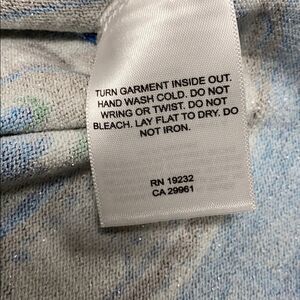 TURN GARMENT INSIDE OUT.
HAND WASH COLD. DO NOT
WRING OR TWIST. DO NOT
BLEACH. LAY FLAT TO DRY. DO
NOT IRON.
RN 19232
CA 29961